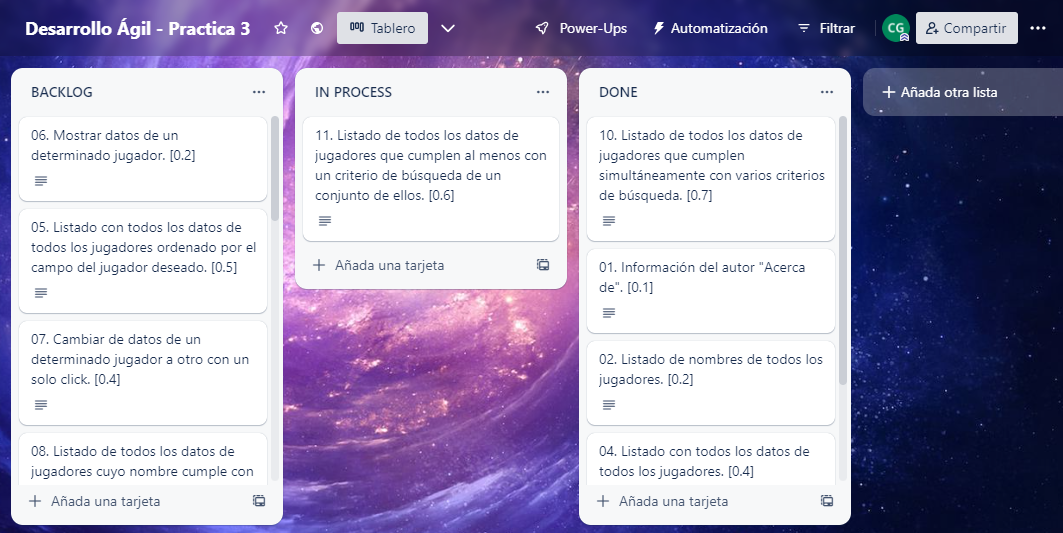 Desarrollo Ágil - Practica 3
Tablero
Power-Ups
Automatización
Filtrar
CG
Compartir
BACKLOG
06. Mostrar datos de un
determinado jugador. [0.2]
05. Listado con todos los datos de
todos los jugadores ordenado por el
campo del jugador deseado. [0.5]
07. Cambiar de datos de un
determinado jugador a otro con un
solo click. [0.4]
08. Listado de todos los datos de
jugadores cuyo nombre cumple con
Añada una tarjeta
IN PROCESS
11. Listado de todos los datos de
jugadores que cumplen al menos con
un criterio de búsqueda de un
conjunto de ellos. [0.6]
Añada una tarjeta
DONE
10. Listado de todos los datos de
jugadores que cumplen
simultáneamente con varios criterios
de búsqueda. [0.7]
01. Información del autor "Acerca
de". [0.1]
02. Listado de nombres de todos los
jugadores. [0.2]
04. Listado con todos los datos de
todos los jugadores. [0.4]
Añada una tarjeta
Añada otra lista